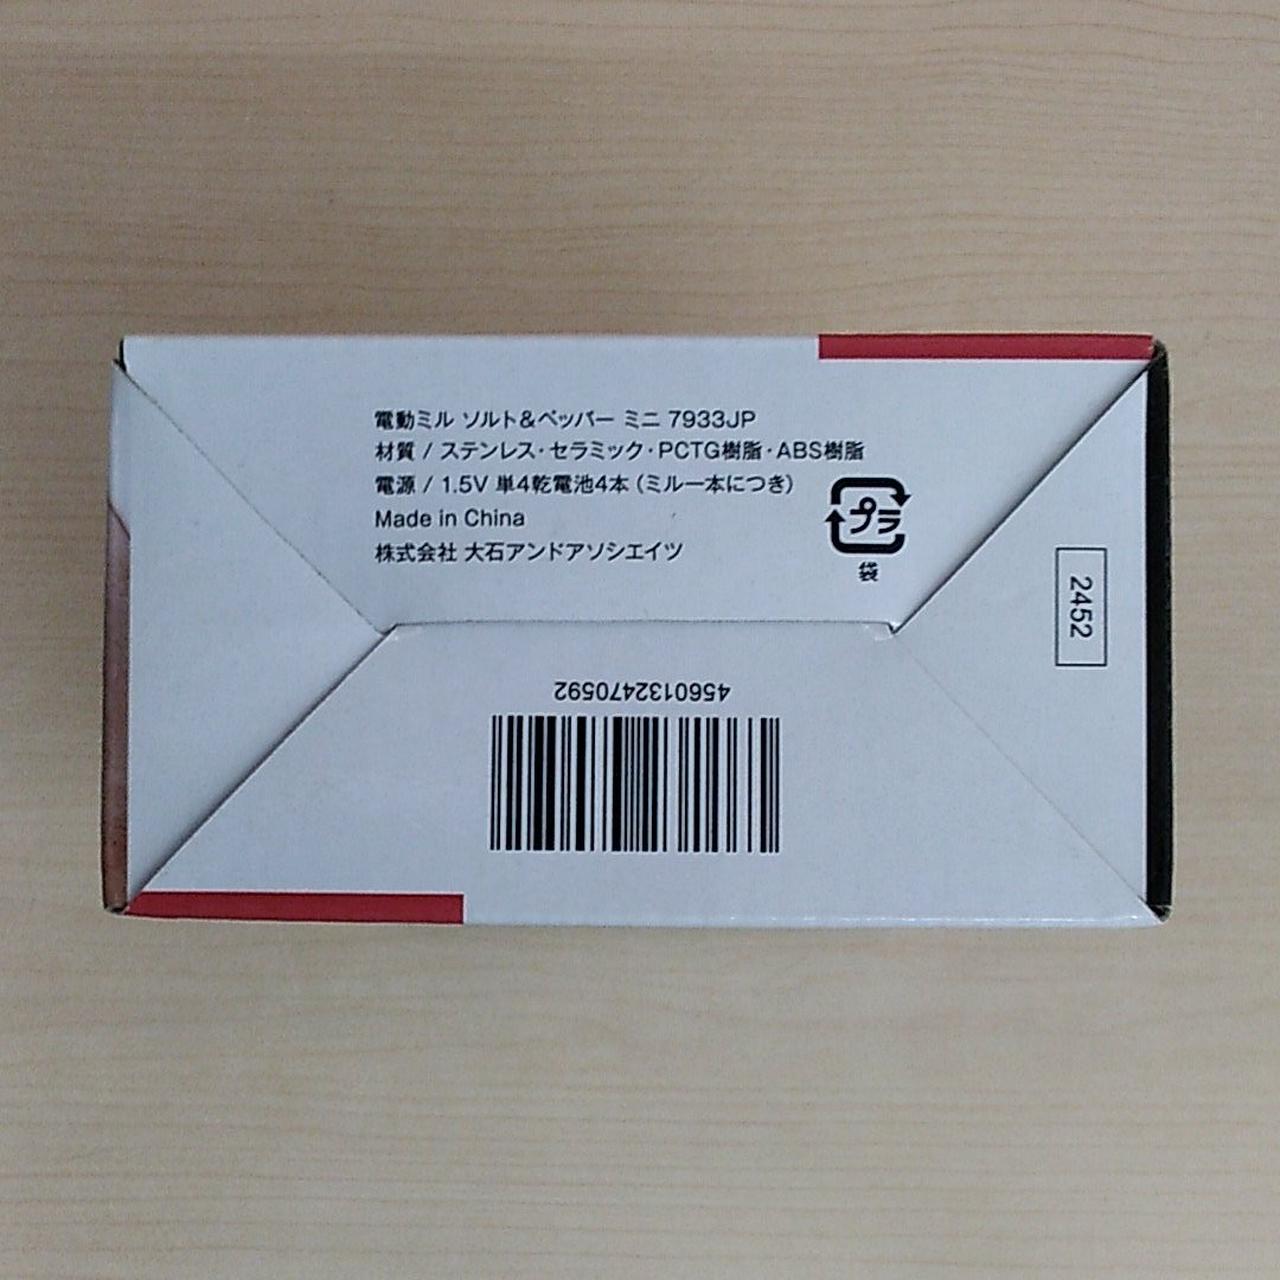 電動ミル ソルト&ペッパー ミニ 7933JP
材質 / ステンレス・セラミック・PCTG樹脂・ABS樹脂
電源 / 1.5V 単4乾電池4本（ミル一本につき）
Made in China
株式会社 大石アンドアソシエイツ
プラ
袋
2452
4560132470592